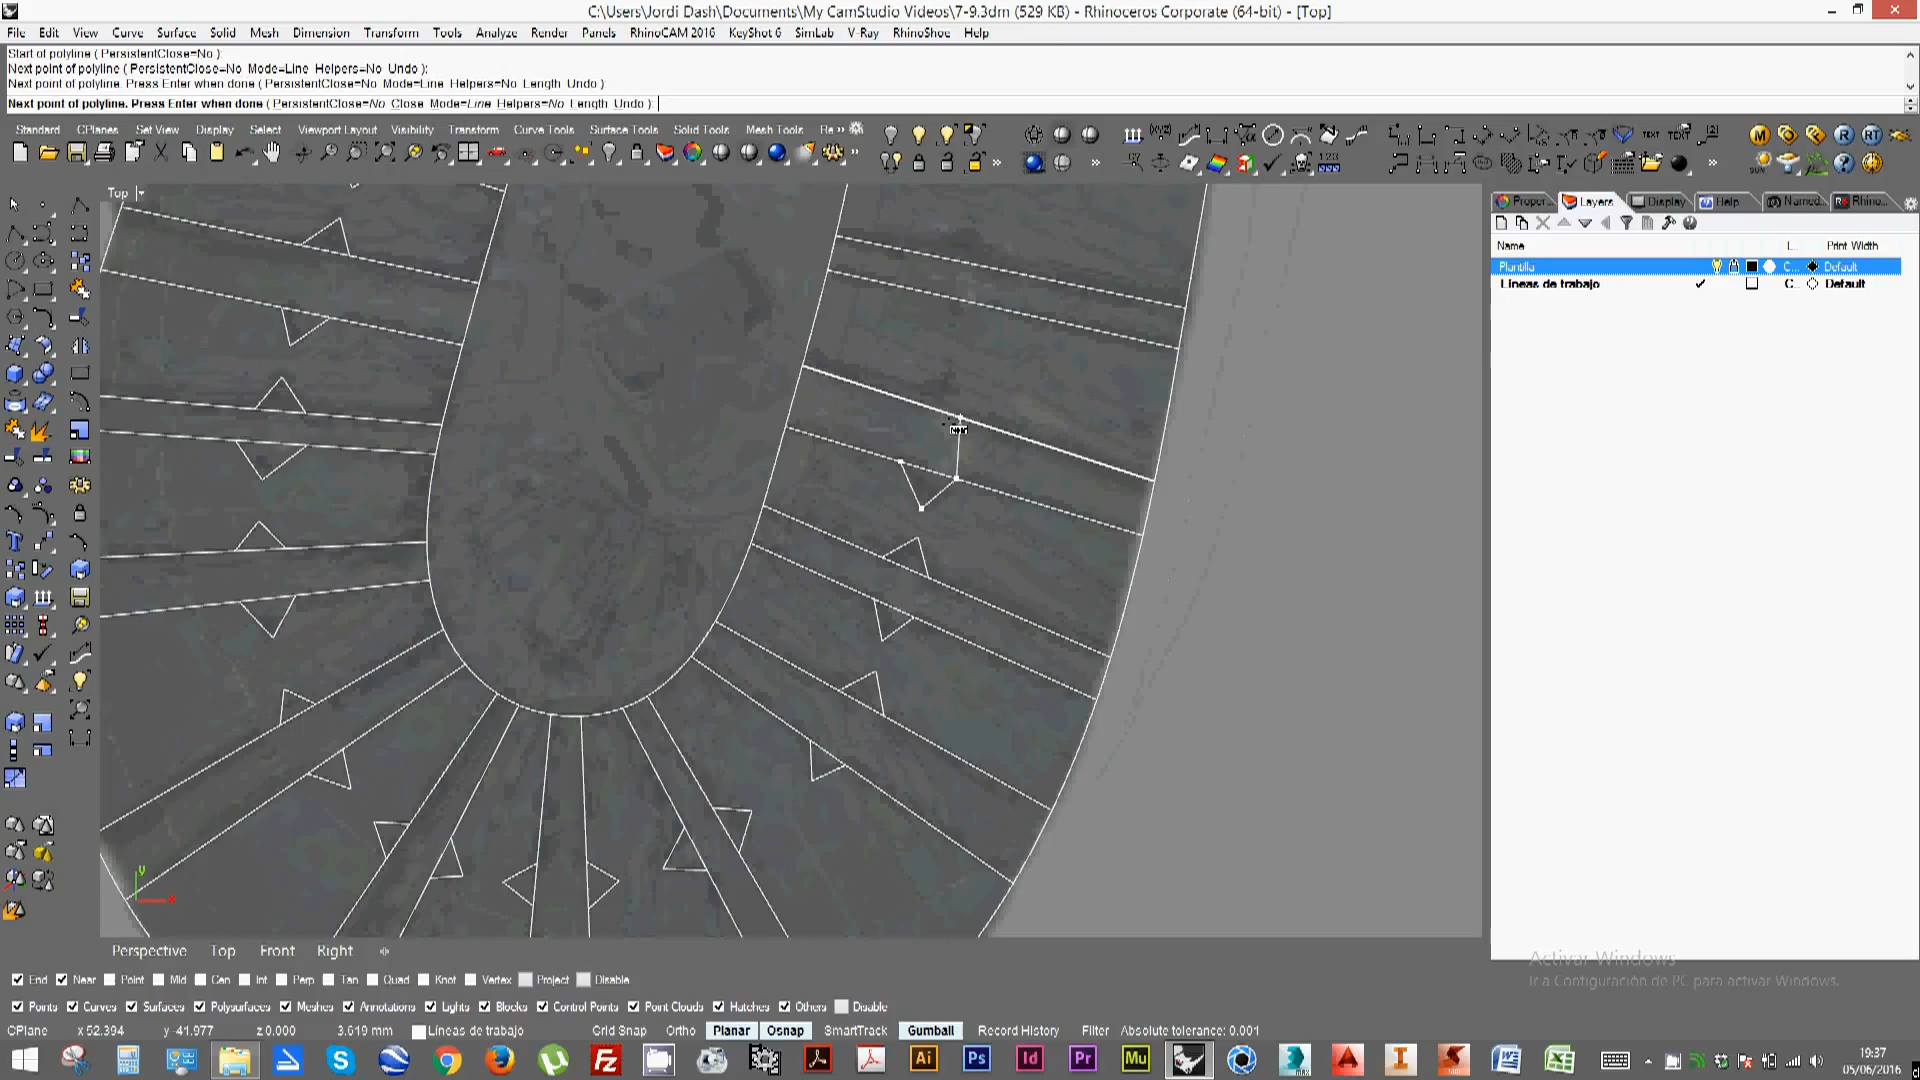 C:\Users\Jordi Dash\Documents\My CamStudio Videos\7-9.3dm (529 KB) - Rhinoceros Corporate (64-bit) - [Top]
File Edit View Curve Surface Solid Mesh Dimension Transform Tools Analyze Render Panels RhinoCAM 2016 KeyShot 6 SimLab V-Ray RhinoShoe Help
Start of polyline ( PersistentClose=No ):
Next point of polyline ( PersistentClose=No Mode=Line Helpers=No Undo ):
Next point of polyline. Press Enter when done ( PersistentClose=No Mode=Line Helpers=No Length Undo ):
Next point of polyline. Press Enter when done ( PersistentClose=No Close Mode=Line Helpers=No Length Undo ):
Standard CPlanes Set View Display Select Viewport Layout Visibility Transform Curve Tools Surface Tools Solid Tools Mesh Tools Re »
Top
Proper... Layers Display Help Named... Rhino...
Name L... Print Width
Plantilla C... Default
Lineas de trabajo C... Default
Near
y
x
Perspective Top Front Right
Activar Windows
Ir a Configuración de PC para activar Windows.
End Near Point Mid Cen Int Perp Tan Quad Knot Vertex Project Disable
Points Curves Surfaces Polysurfaces Meshes Annotations Lights Blocks Control Points Point Clouds Hatches Others Disable
CPlane x 52.394 y -41.977 z 0.000 3.619 mm Lineas de trabajo Grid Snap Ortho Planar Osnap SmartTrack Gumball Record History Filter Absolute tolerance: 0.001
19:37
05/06/2016